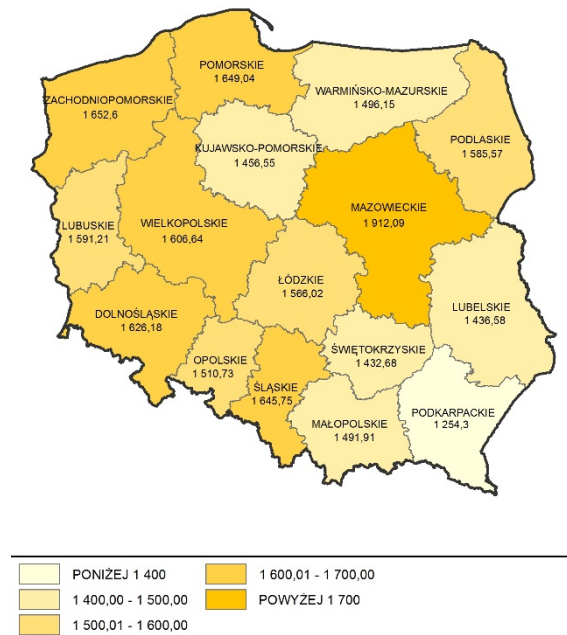 POMORSKIE
1 649,04
WARMIŃSKO-MAZURSKIE
1 496,15
ZACHODNIOPOMORSKIE
1 652,6
PODLASKIE
1 585,57
KUJAWSKO-POMORSKIE
1 456,55
MAZOWIECKIE
1 912,09
LUBUSKIE
1 591,21
WIELKOPOLSKIE
1 606,64
ŁÓDZKIE
1 566,02
LUBELSKIE
1 436,58
DOLNOŚLĄSKIE
1 626,18
ŚWIĘTOKRZYSKIE
1 432,68
OPOLSKIE
1 510,73
ŚLĄSKIE
1 645,75
PODKARPACKIE
1 254,3
MAŁOPOLSKIE
1 491,91
PONIŻEJ 1 400
1 400,00 - 1 500,00
1 500,01 - 1 600,00
1 600,01 - 1 700,00
POWYŻEJ 1 700